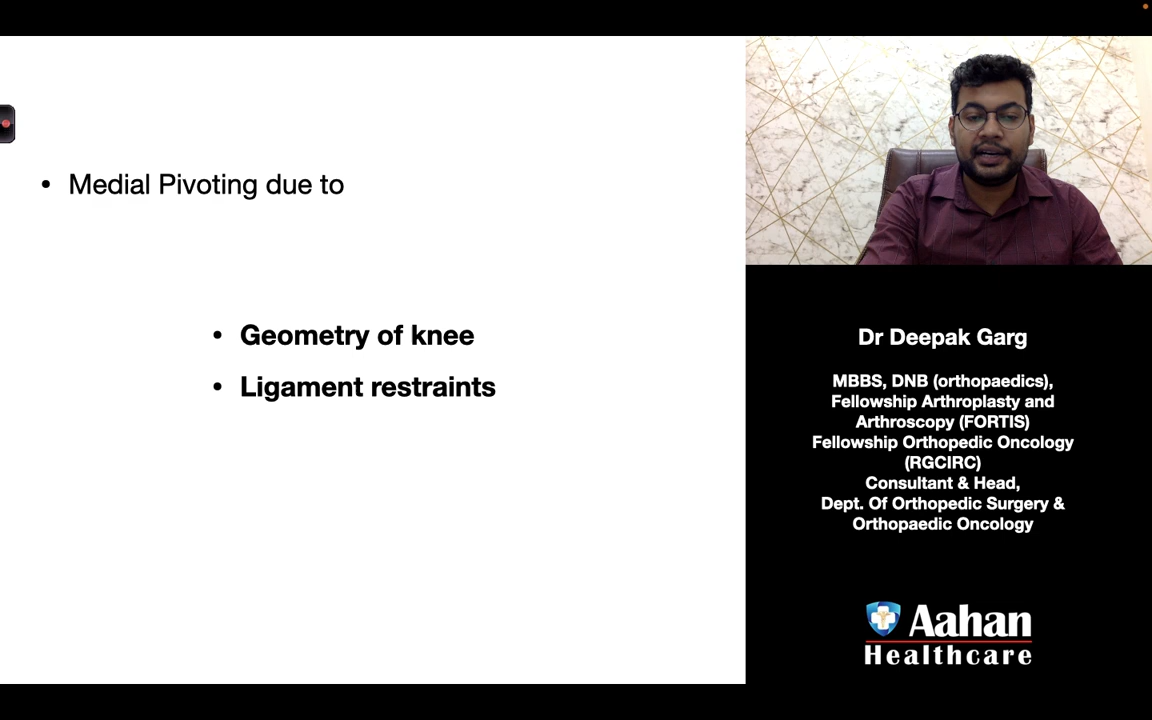 • Medial Pivoting due to
• Geometry of knee
• Ligament restraints
Dr Deepak Garg
MBBS, DNB (orthopaedics),
Fellowship Arthroplasty and
Arthroscopy (FORTIS)
Fellowship Orthopedic Oncology
(RGCIRC)
Consultant & Head,
Dept. Of Orthopedic Surgery &
Orthopaedic Oncology
Aahan
Healthcare